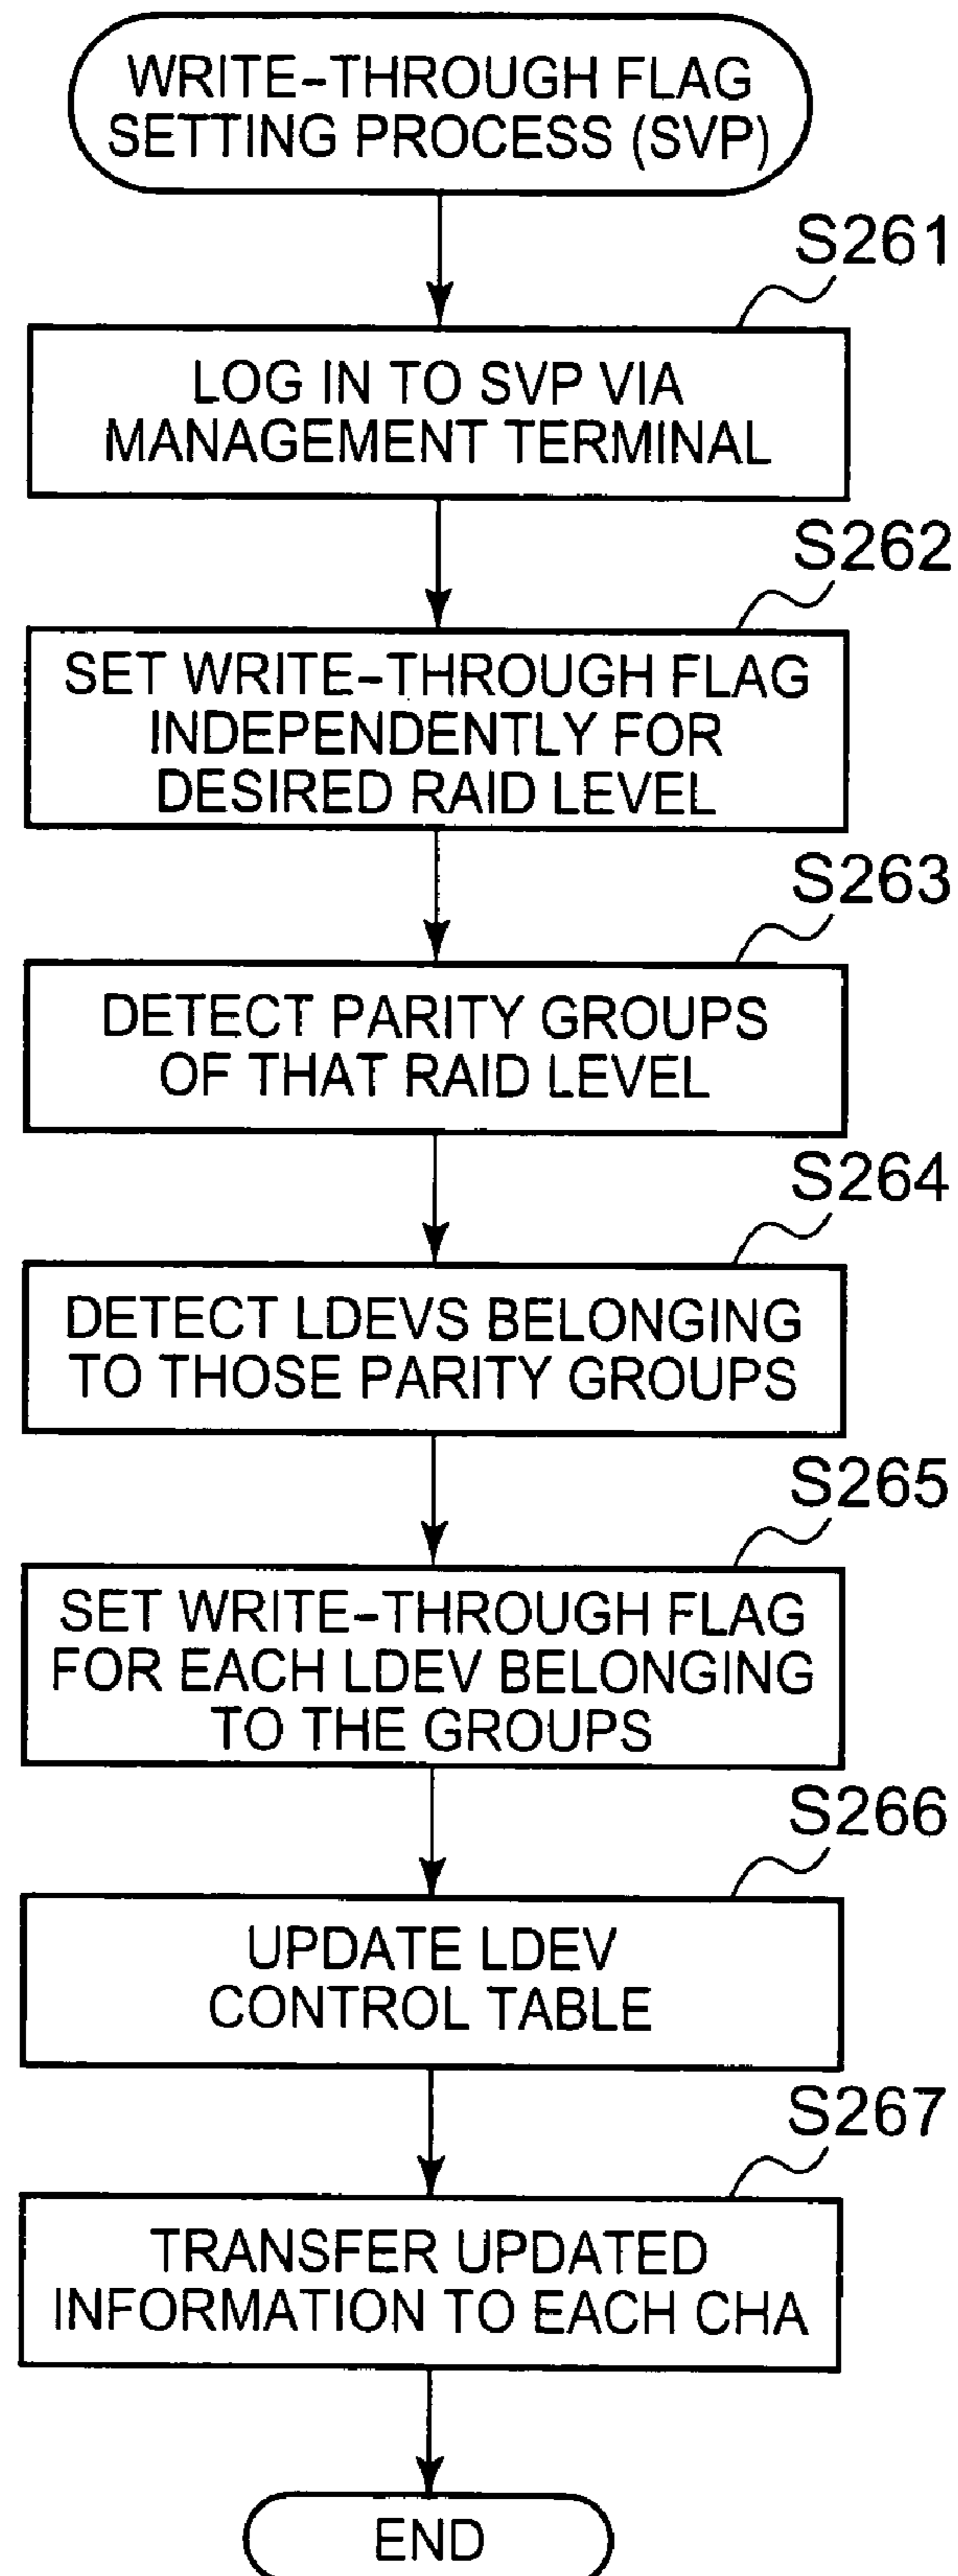 WRITE-THROUGH FLAG
SETTING PROCESS (SVP)
S261
LOG IN TO SVP VIA
MANAGEMENT TERMINAL
S262
SET WRITE-THROUGH FLAG
INDEPENDENTLY FOR
DESIRED RAID LEVEL
S263
DETECT PARITY GROUPS
OF THAT RAID LEVEL
S264
DETECT LDEVS BELONGING
TO THOSE PARITY GROUPS
S265
SET WRITE-THROUGH FLAG
FOR EACH LDEV BELONGING
TO THE GROUPS
S266
UPDATE LDEV
CONTROL TABLE
S267
TRANSFER UPDATED
INFORMATION TO EACH CHA
END